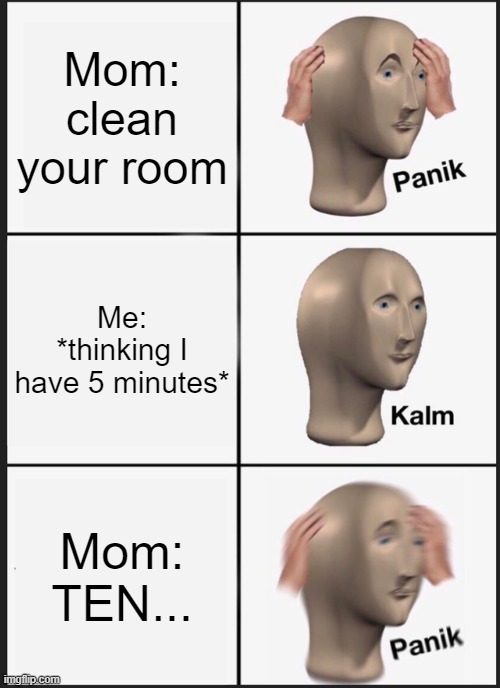 Mom:
clean
your room
Panik
Me:
*thinking I
have 5 minutes*
Kalm
Mom:
TEN...
Panik
imgflip.com